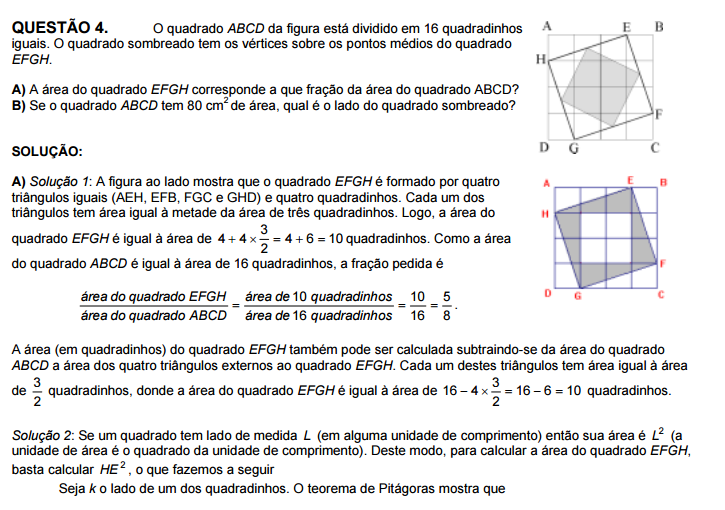 QUESTÃO 4. O quadrado ABCD da figura está dividido em 16 quadradinhos
iguais. O quadrado sombreado tem os vértices sobre os pontos médios do quadrado
EFGH.
A) A área do quadrado EFGH corresponde a que fração da área do quadrado ABCD?
B) Se o quadrado ABCD tem 80 cm² de área, qual é o lado do quadrado sombreado?
A E B
H
F
D G C
SOLUÇÃO:
A) Solução 1: A figura ao lado mostra que o quadrado EFGH é formado por quatro
triângulos iguais (AEH, EFB, FGC e GHD) e quatro quadradinhos. Cada um dos
triângulos tem área igual à metade da área de três quadradinhos. Logo, a área do
quadrado EFGH é igual à área de 4 + 4 × 3/2 = 4 + 6 = 10 quadradinhos. Como a área
do quadrado ABCD é igual à área de 16 quadradinhos, a fração pedida é
A E B
H
F
D G C
área do quadrado EFGH / área do quadrado ABCD = área de 10 quadradinhos / área de 16 quadradinhos = 10/16 = 5/8 .
A área (em quadradinhos) do quadrado EFGH também pode ser calculada subtraindo-se da área do quadrado
ABCD a área dos quatro triângulos externos ao quadrado EFGH. Cada um destes triângulos tem área igual à área
de 3/2 quadradinhos, donde a área do quadrado EFGH é igual à área de 16 − 4 × 3/2 = 16 − 6 = 10 quadradinhos.
Solução 2: Se um quadrado tem lado de medida L (em alguma unidade de comprimento) então sua área é L² (a
unidade de área é o quadrado da unidade de comprimento). Deste modo, para calcular a área do quadrado EFGH,
basta calcular HE², o que fazemos a seguir
Seja k o lado de um dos quadradinhos. O teorema de Pitágoras mostra que